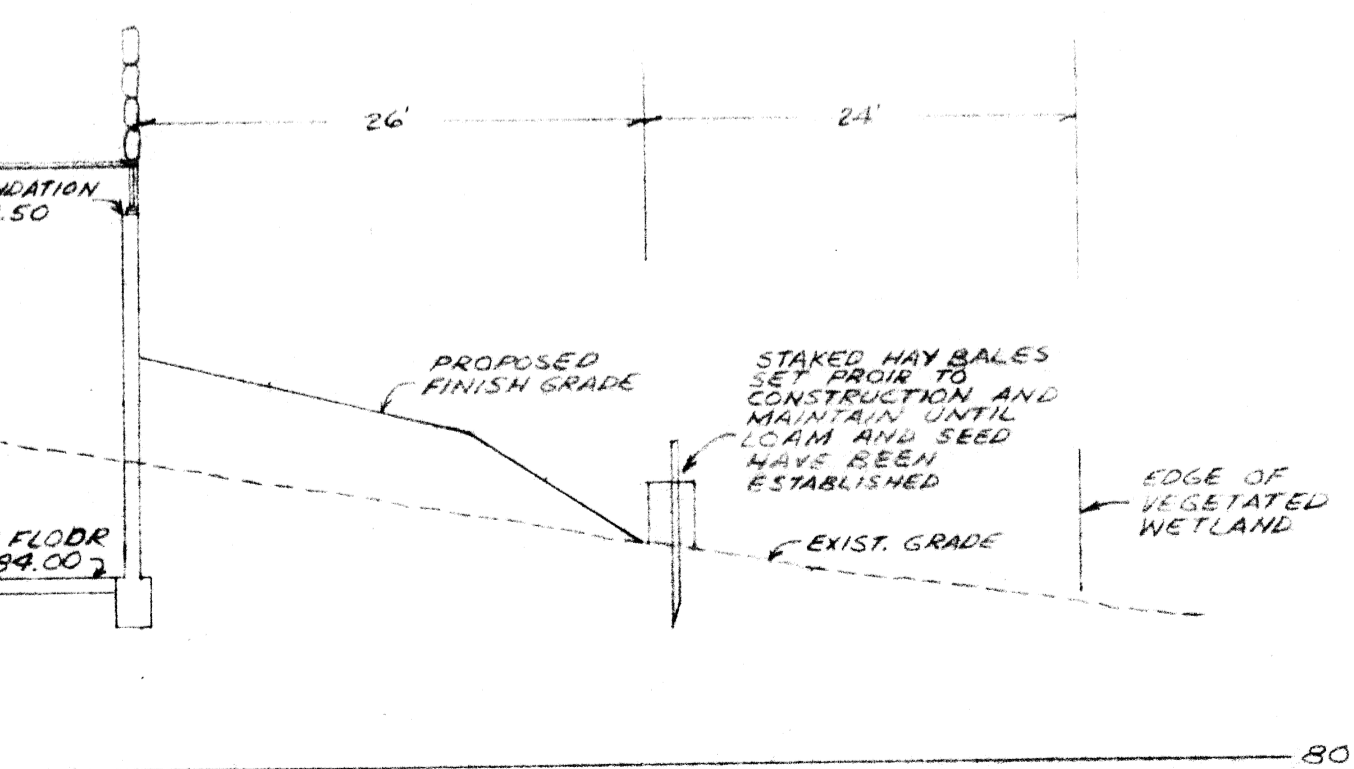 26'
24'
NDATION
.50
PROPOSED
FINISH GRADE
STAKED HAY BALES
SET PROIR TO
CONSTRUCTION AND
MAINTAIN UNTIL
LOAM AND SEED
HAVE BEEN
ESTABLISHED
EDGE OF
VEGETATED
WETLAND
FLOOR
84.00
EXIST. GRADE
80